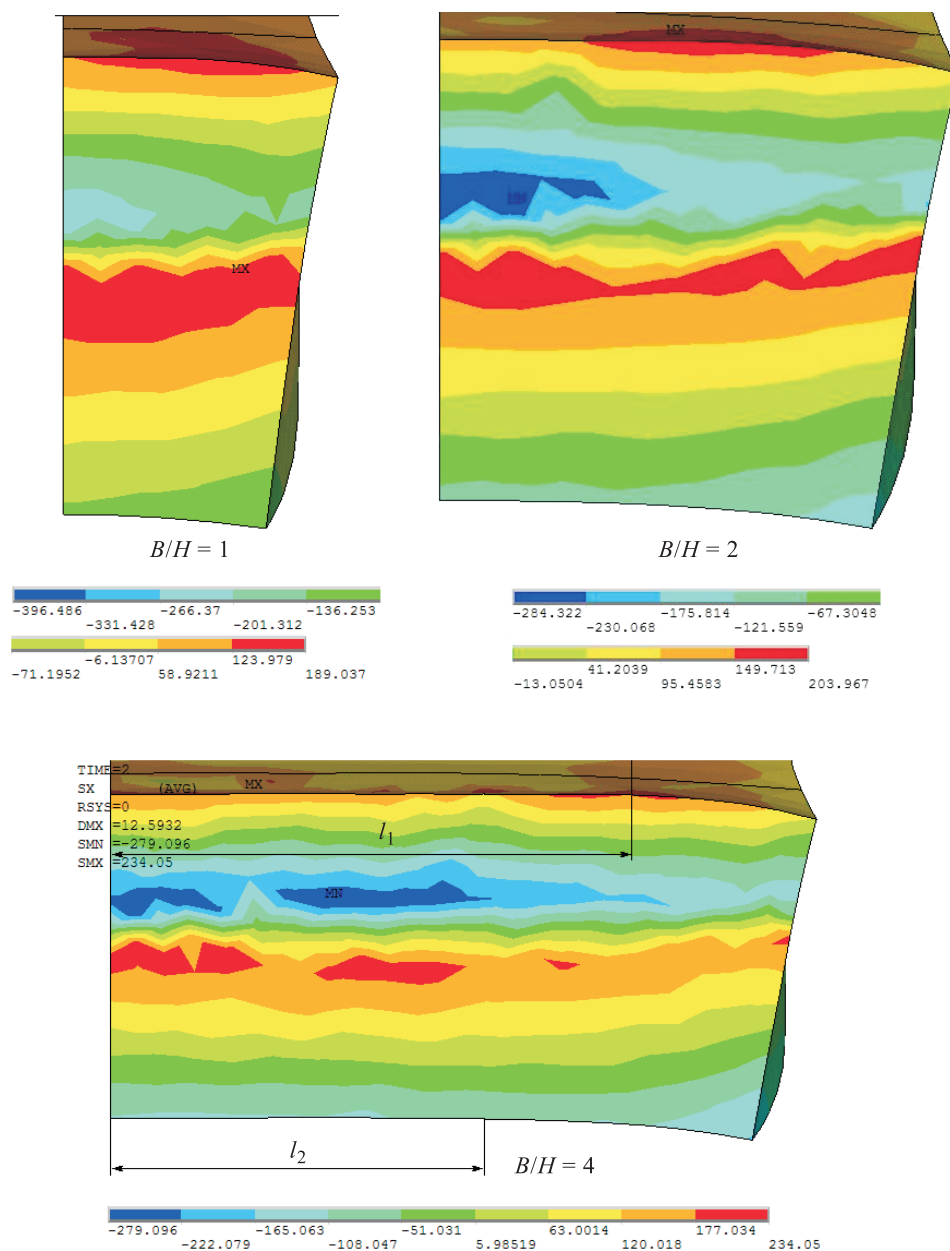 MX
MX
MX
B/H = 1
B/H = 2
-396.486 -266.37 -136.253
-331.428 -201.312
-6.13707 123.979
-71.1952 58.9211 189.037
-284.322 -175.814 -67.3048
-230.068 -121.559
41.2039 149.713
-13.0504 95.4583 203.967
TIME=2
SX (AVG) MX
RSYS=0
DMX =12.5932
SMN =-279.096
SMX =234.05
l1
MN
l2
B/H = 4
-279.096 -165.063 -51.031 63.0014 177.034
-222.079 -108.047 5.98519 120.018 234.05